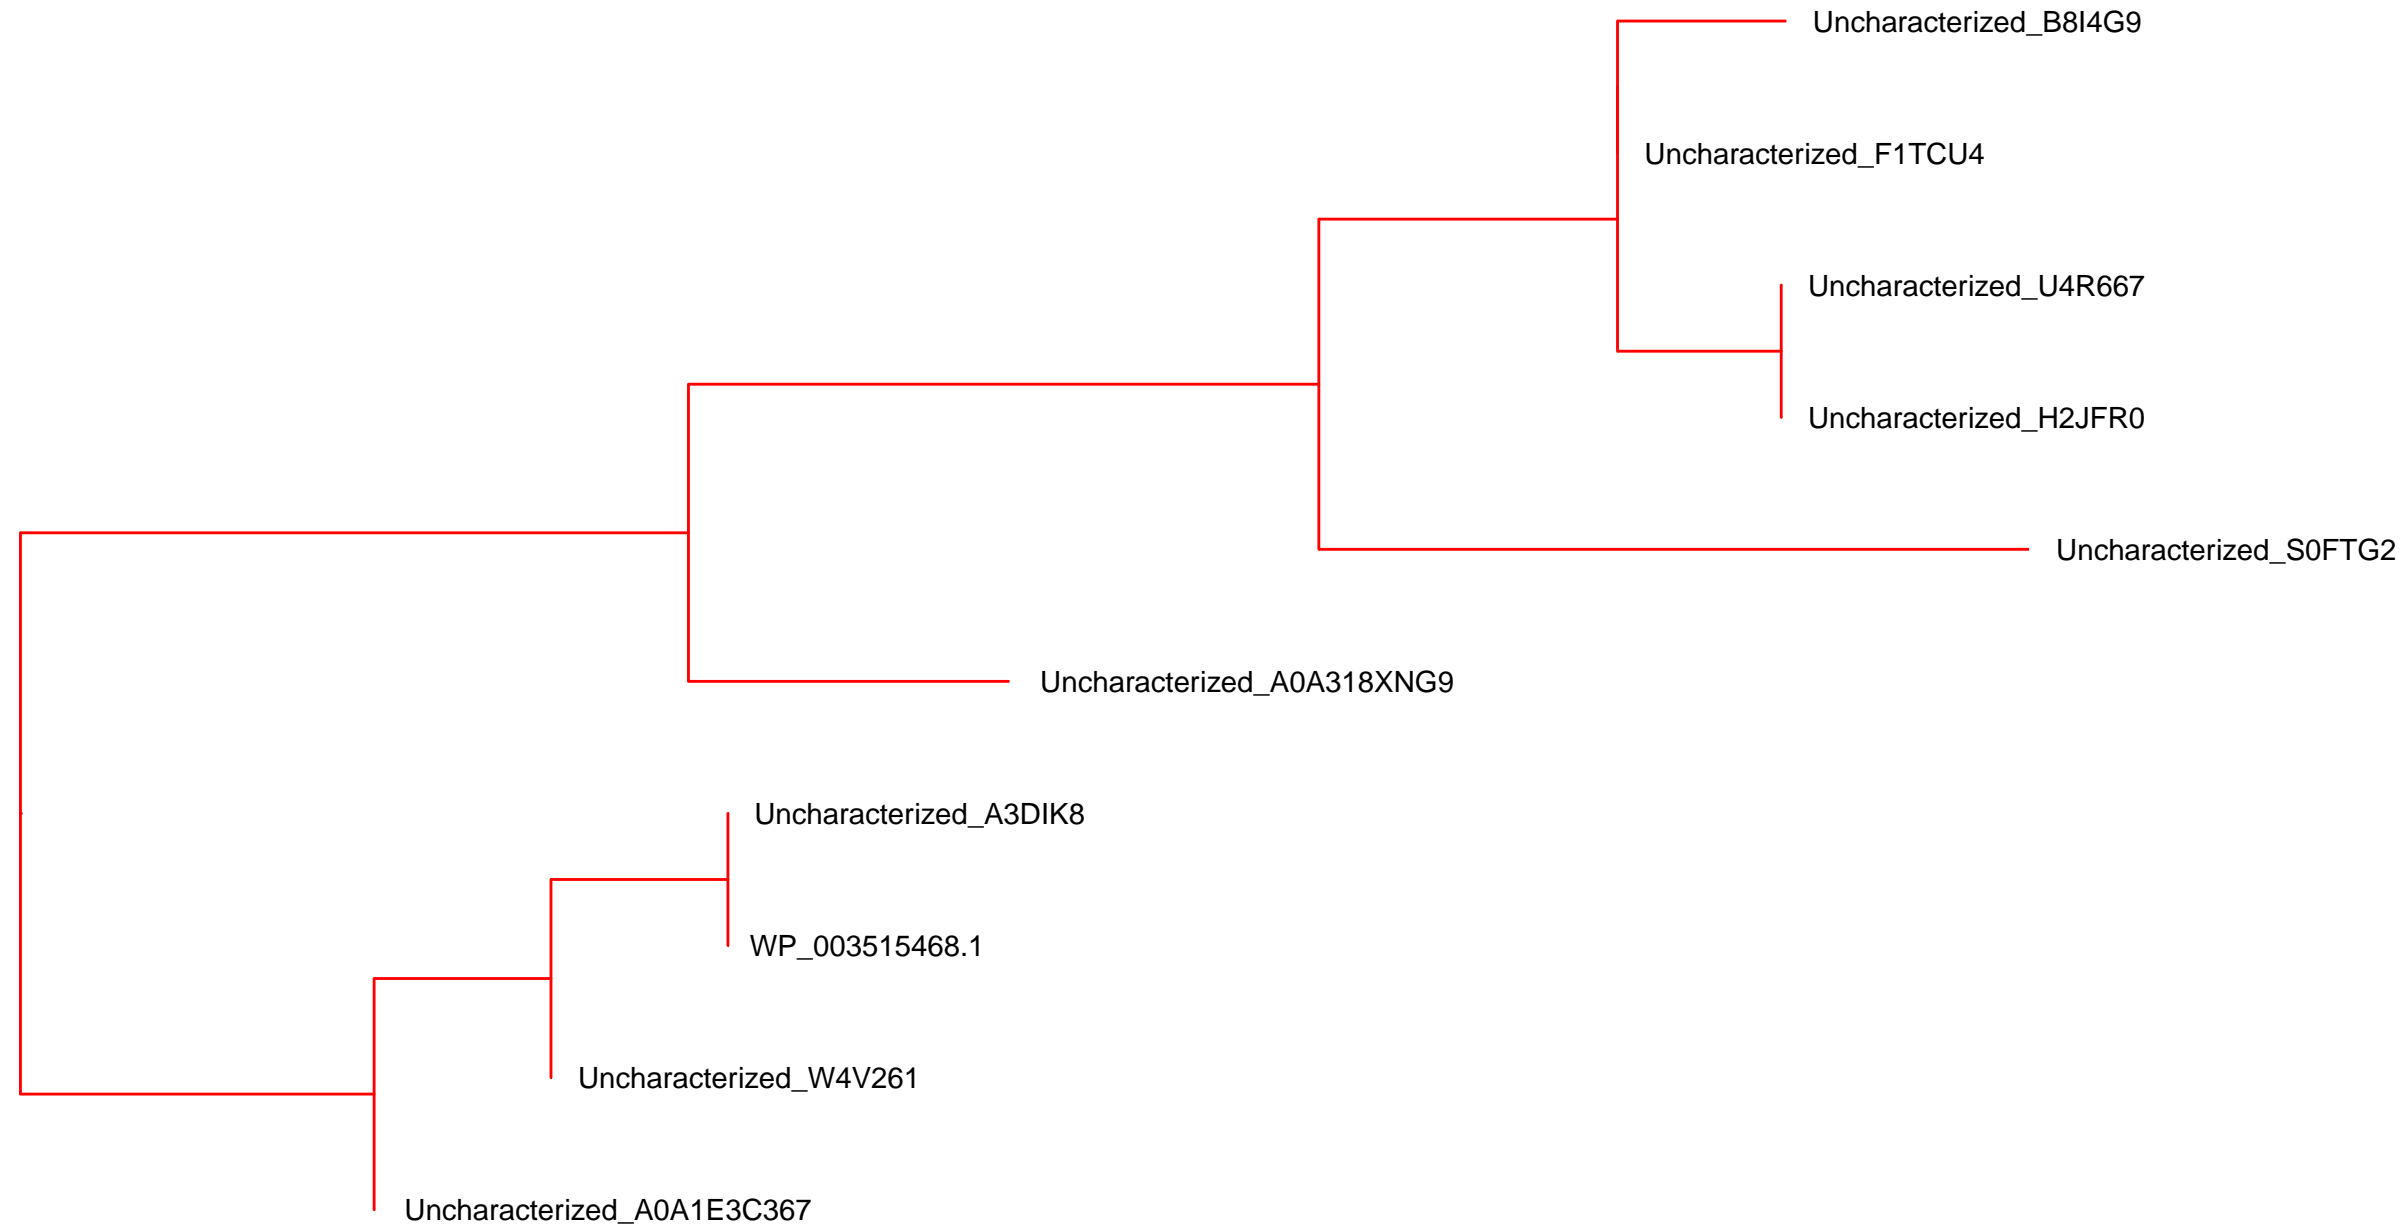 Uncharacterized_B8I4G9
Uncharacterized_F1TCU4
Uncharacterized_U4R667
Uncharacterized_H2JFR0
Uncharacterized_S0FTG2
Uncharacterized_A0A318XNG9
Uncharacterized_A3DIK8
WP_003515468.1
Uncharacterized_W4V261
Uncharacterized_A0A1E3C367